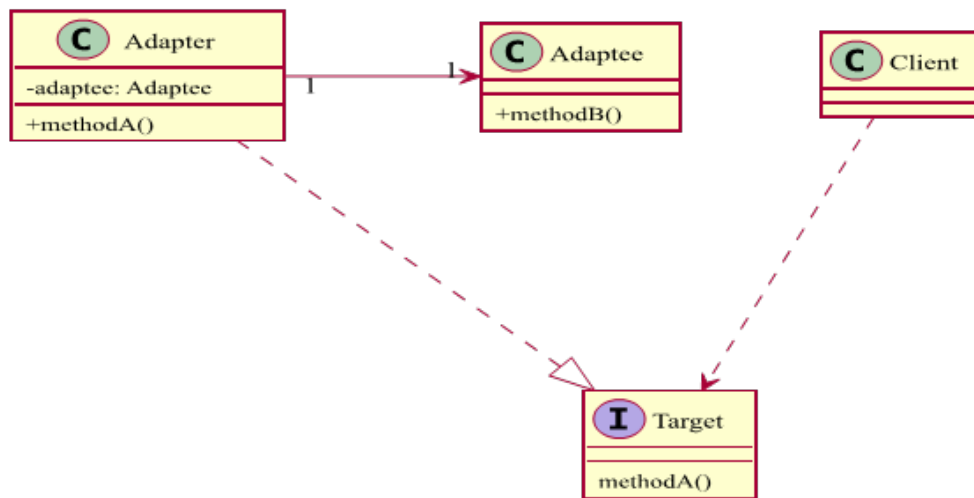 C Adapter
-adaptee: Adaptee
+methodA()
1
1
C Adaptee
+methodB()
C Client
I Target
methodA()